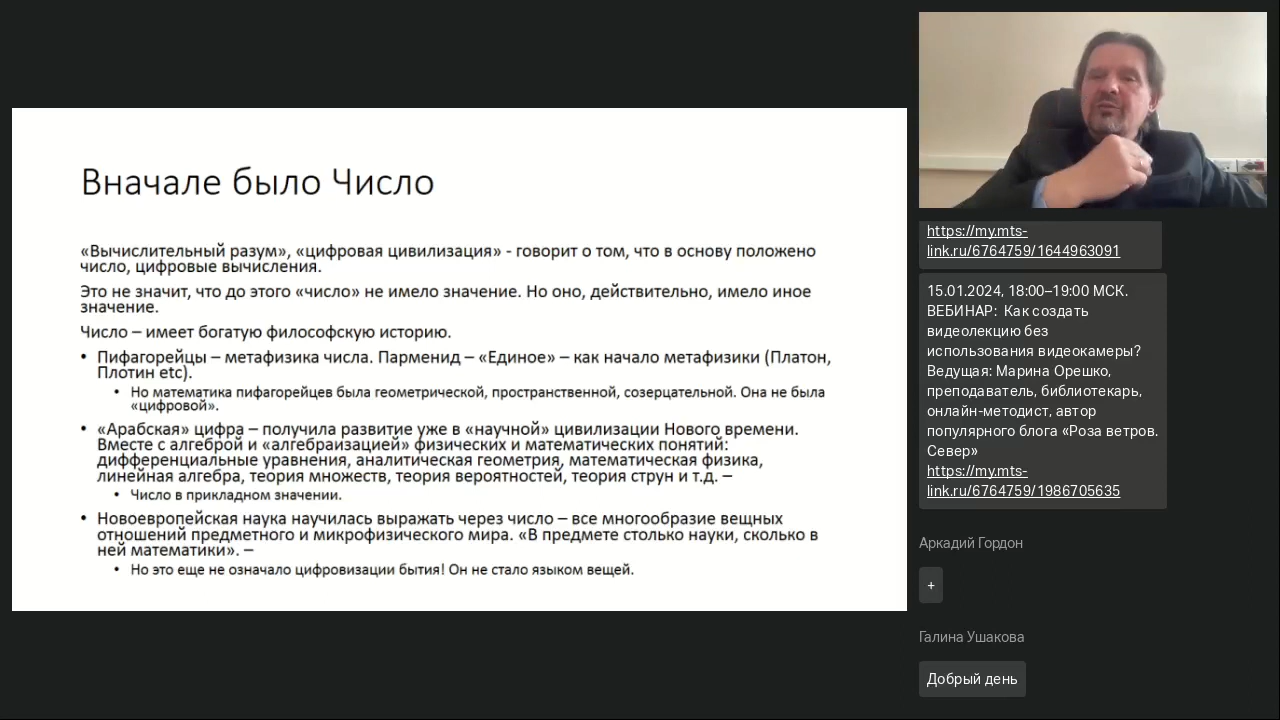 Вначале было Число
«Вычислительный разум», «цифровая цивилизация» - говорит о том, что в основу положено
число, цифровые вычисления.
Это не значит, что до этого «число» не имело значение. Но оно, действительно, имело иное
значение.
Число – имеет богатую философскую историю.
• Пифагорейцы – метафизика числа. Парменид – «Единое» – как начало метафизики (Платон,
Плотин etc).
• Но математика пифагорейцев была геометрической, пространственной, созерцательной. Она не была
«цифровой».
• «Арабская» цифра – получила развитие уже в «научной» цивилизации Нового времени.
Вместе с алгеброй и «алгебраизацией» физических и математических понятий:
дифференциальные уравнения, аналитическая геометрия, математическая физика,
линейная алгебра, теория множеств, теория вероятностей, теория струн и т.д. –
• Число в прикладном значении.
• Новоевропейская наука научилась выражать через число – все многообразие вещных
отношений предметного и микрофизического мира. «В предмете столько науки, сколько в
ней математики». –
• Но это еще не означало цифровизации бытия! Он не стало языком вещей.
https://my.mts-
link.ru/6764759/1644963091
15.01.2024, 18:00–19:00 МСК.
ВЕБИНАР: Как создать
видеолекцию без
использования видеокамеры?
Ведущая: Марина Орешко,
преподаватель, библиотекарь,
онлайн-методист, автор
популярного блога «Роза ветров.
Север»
https://my.mts-
link.ru/6764759/1986705635
Аркадий Гордон
+
Галина Ушакова
Добрый день